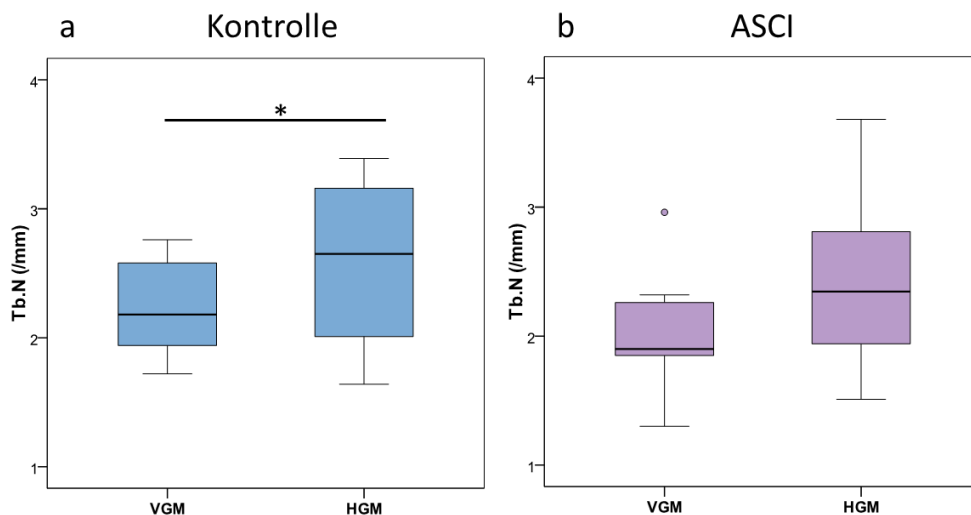 a Kontrolle
4
*
3
2
1
Tb.N (/mm)
VGM HGM
b ASCI
4
3
2
1
Tb.N (/mm)
VGM HGM